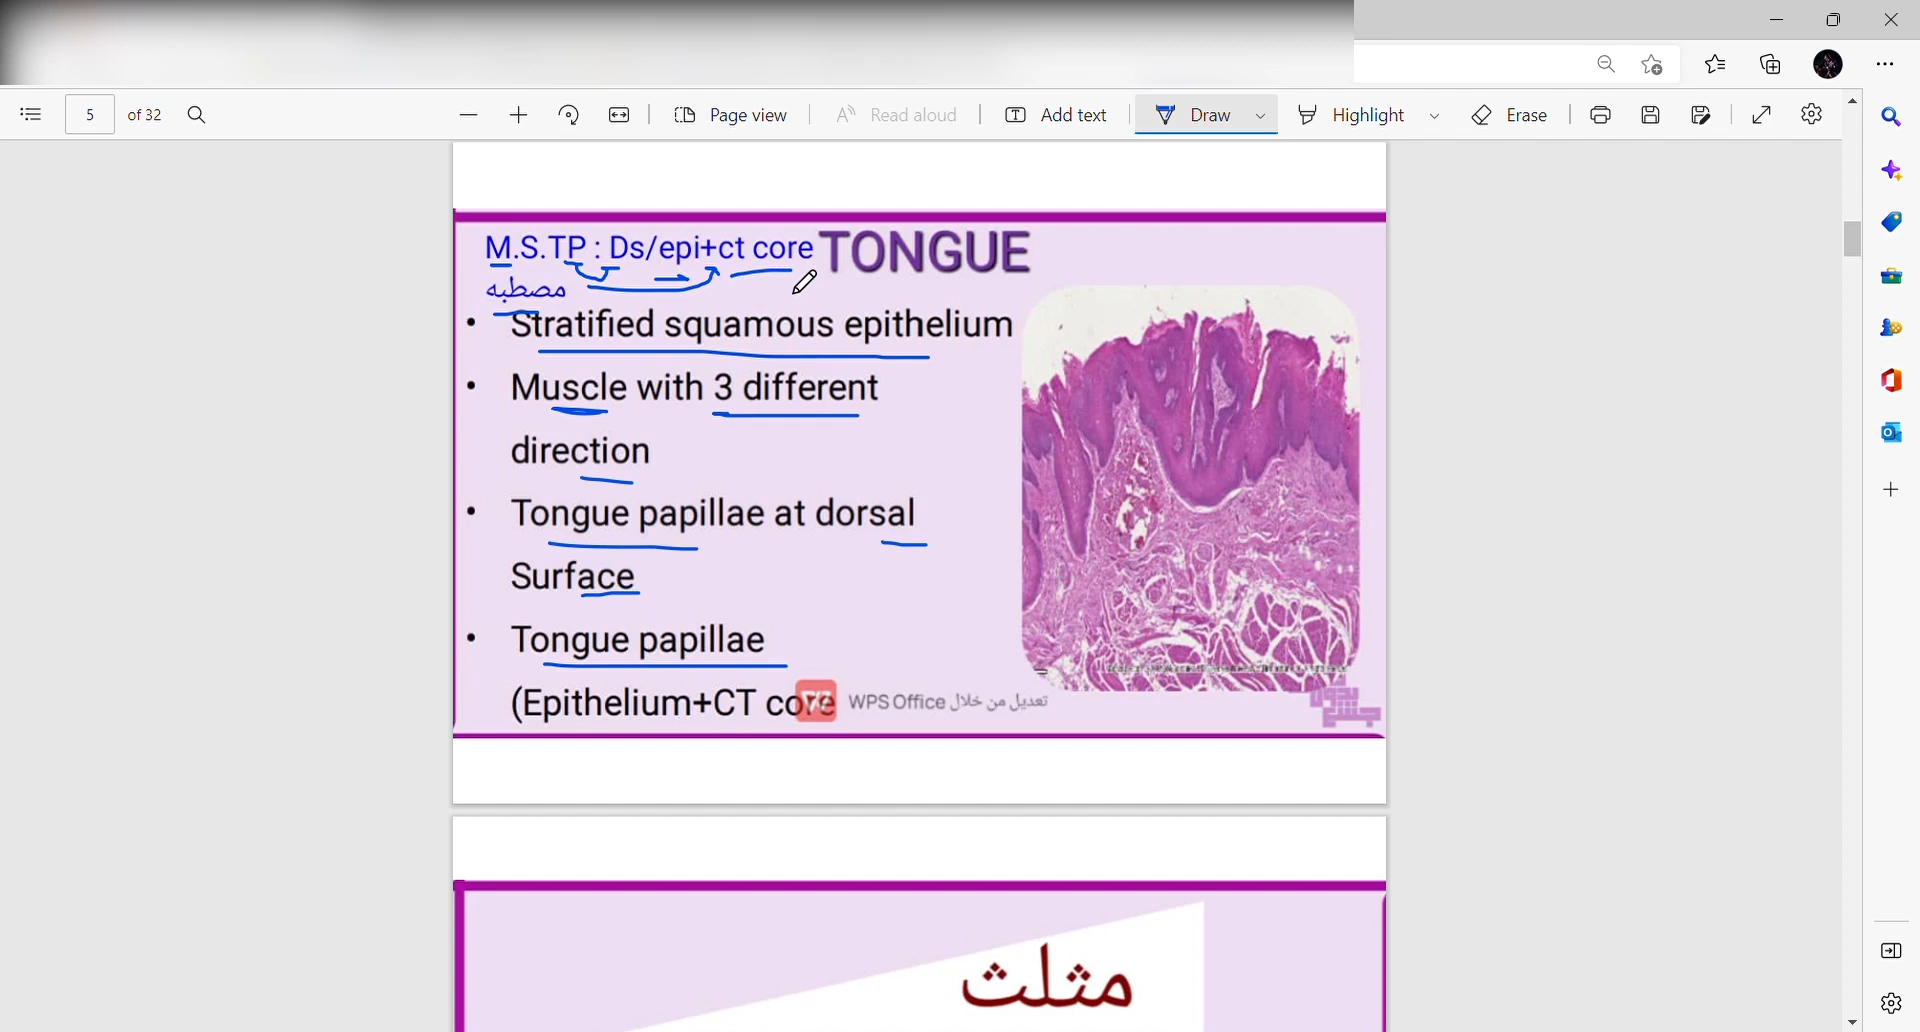 5 of 32
Page view
Read aloud
Add text
Draw
Highlight
Erase
M.S.TP : Ds/epi+ct core TONGUE
مصطبه
• Stratified squamous epithelium
• Muscle with 3 different
direction
• Tongue papillae at dorsal
Surface
• Tongue papillae
(Epithelium+CT core
تعديل من خلال WPS Office
مثلث